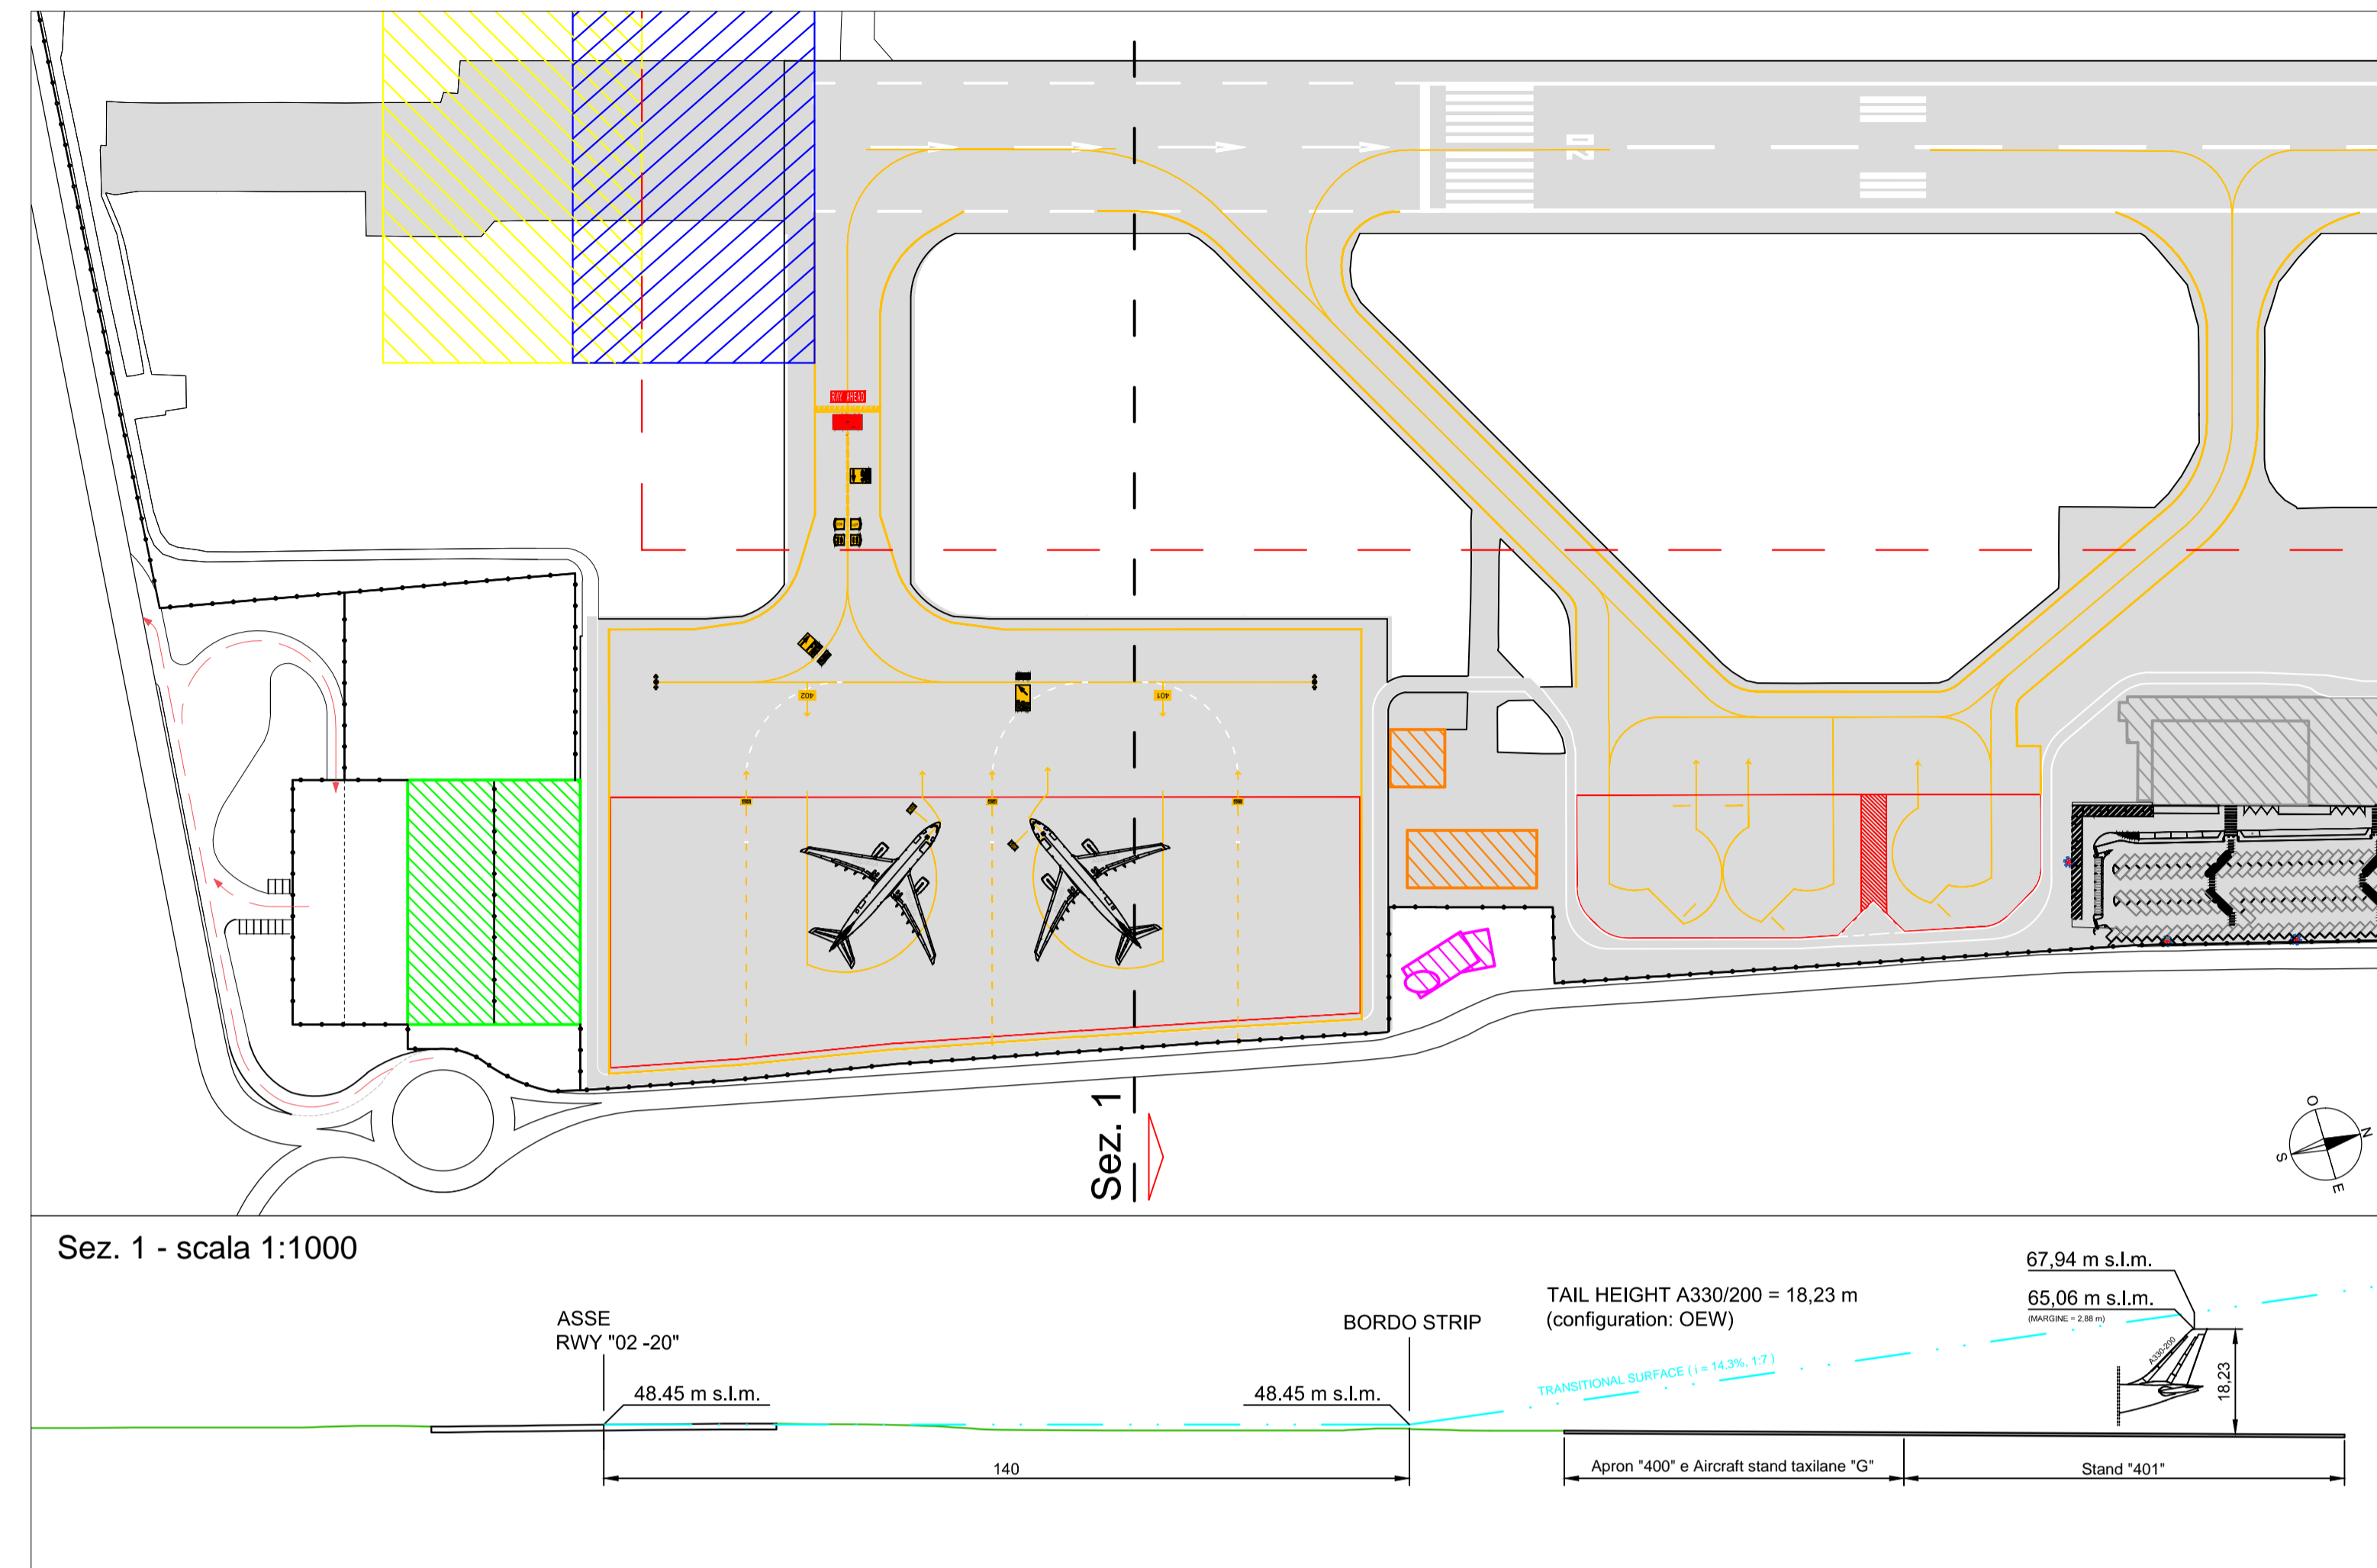 02
RWY AHEAD
402
401
Sez. 1
O
N
S
E
Sez. 1 - scala 1:1000
67,94 m s.l.m.
TAIL HEIGHT A330/200 = 18,23 m
65,06 m s.l.m.
ASSE
BORDO STRIP
(configuration: OEW)
(MARGINE = 2,88 m)
RWY "02 -20"
A330-200
TRANSITIONAL SURFACE ( i = 14.3%, 1:7 )
18,23
48.45 m s.l.m.
48.45 m s.l.m.
140
Apron "400" e Aircraft stand taxilane "G"
Stand "401"